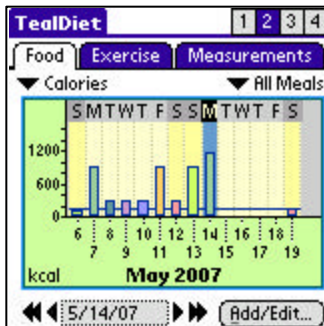 TealDiet 1 2 3 4
Food Exercise Measurements
Calories All Meals
S M T W T F S S M T W T F S
1200
600
0
6 8 10 12 14 16 18
7 9 11 13 15 17 19
kcal May 2007
5/14/07 Add/Edit...